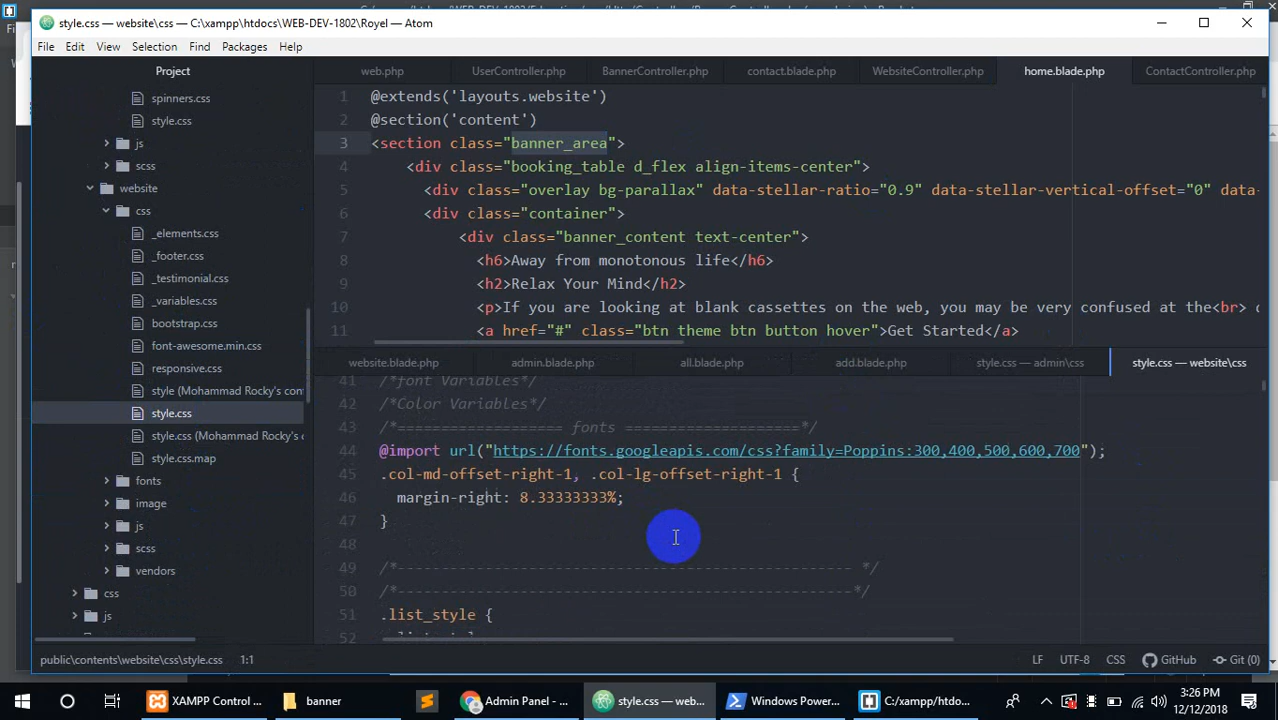 style.css — website\css — C:\xampp\htdocs\WEB-DEV-1802/Royel — Atom
File Edit View Selection Find Packages Help
Project
web.php UserController.php BannerController.php contact.blade.php WebsiteController.php home.blade.php ContactController.php
spinners.css
style.css
js
scss
website
css
_elements.css
_footer.css
_testimonial.css
_variables.css
bootstrap.css
font-awesome.min.css
responsive.css
style (Mohammad Rocky's con
style.css
style.css (Mohammad Rocky's c
style.css.map
fonts
image
js
scss
vendors
css
js
1 @extends('layouts.website')
2 @section('content')
3 <section class="banner_area">
4 <div class="booking_table d_flex align-items-center">
5 <div class="overlay bg-parallax" data-stellar-ratio="0.9" data-stellar-vertical-offset="0" data-
6 <div class="container">
7 <div class="banner_content text-center">
8 <h6>Away from monotonous life</h6>
9 <h2>Relax Your Mind</h2>
10 <p>If you are looking at blank cassettes on the web, you may be very confused at the<br> d
11 <a href="#" class="btn theme btn button hover">Get Started</a>
website.blade.php admin.blade.php all.blade.php add.blade.php style.css — admin\css style.css — website\css
41 /*font Variables*/
42 /*Color Variables*/
43 /*=================== fonts ====================*/
44 @import url("https://fonts.googleapis.com/css?family=Poppins:300,400,500,600,700");
45 .col-md-offset-right-1, .col-lg-offset-right-1 {
46 margin-right: 8.33333333%;
47 }
48
49 /*---------------------------------------------------- */
50 /*----------------------------------------------------*/
51 .list_style {
52
public\contents\website\css\style.css 1:1 LF UTF-8 CSS GitHub Git (0)
XAMPP Control ... banner Admin Panel - ... style.css — web... Windows Power... C:/xampp/htdo... 3:26 PM
12/12/2018